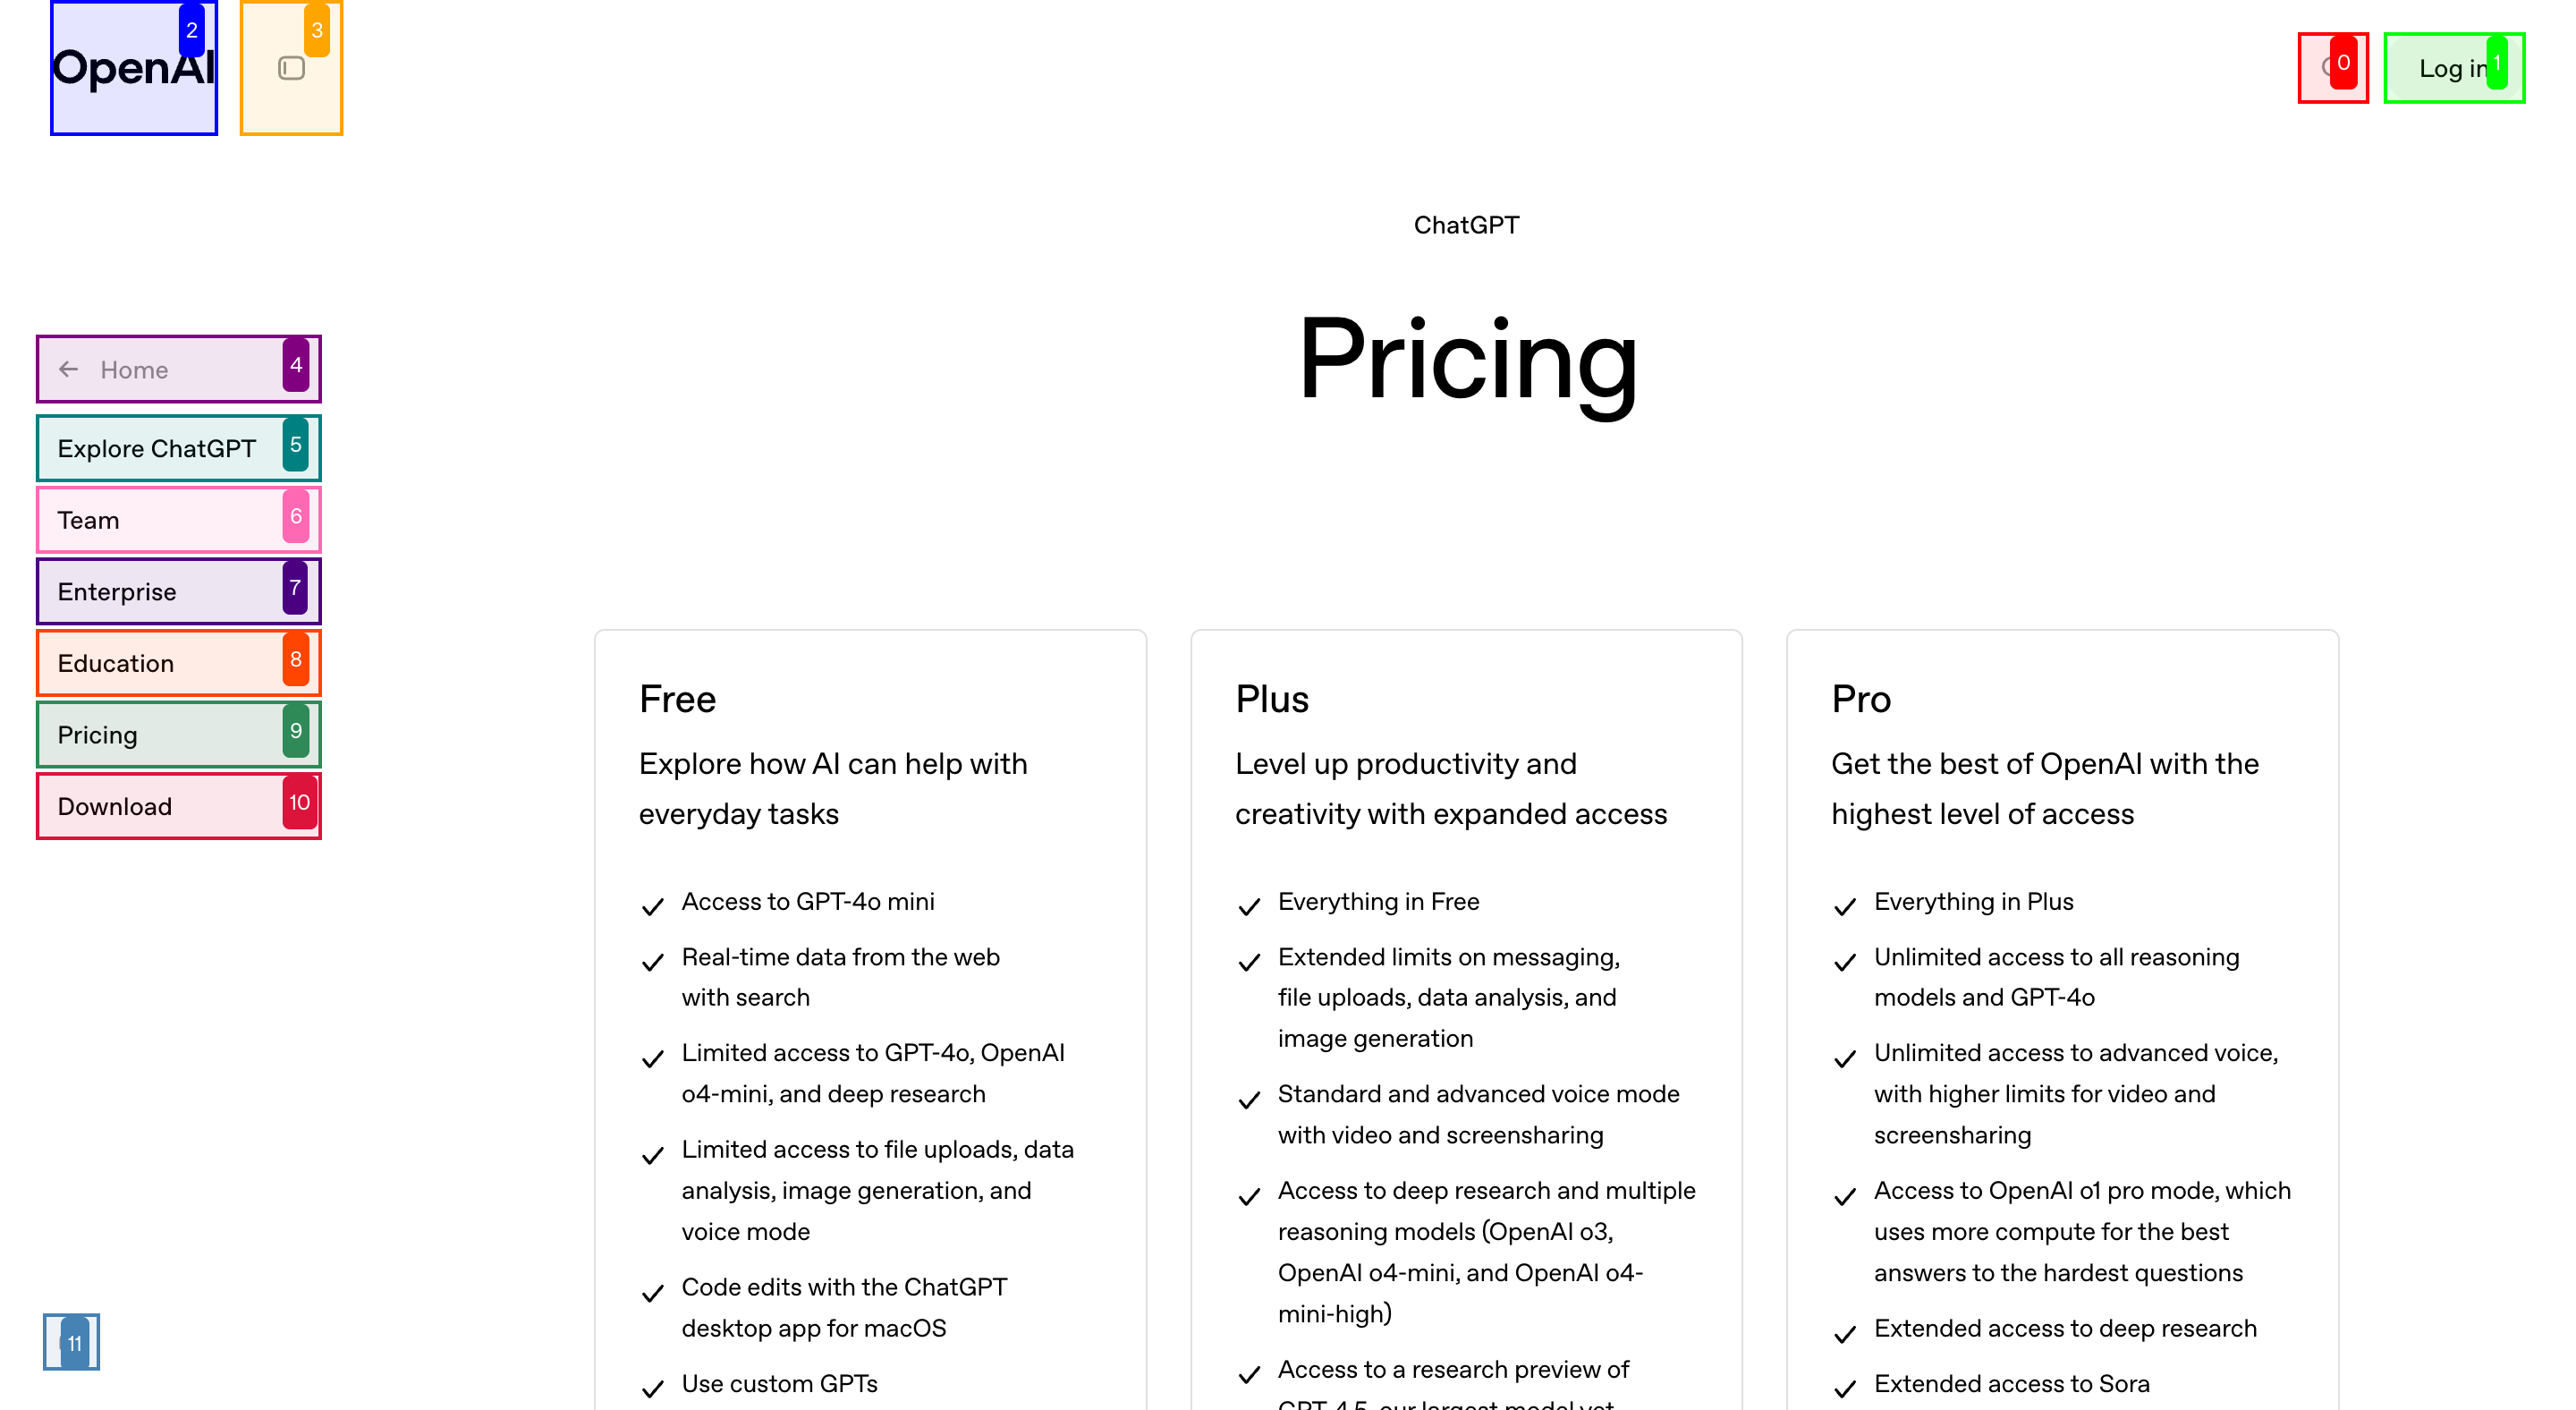 OpenAI
2
3
0
Log in
1
ChatGPT
Pricing
Home
4
Explore ChatGPT
5
Team
6
Enterprise
7
Education
8
Pricing
9
Download
10
11
Free
Explore how AI can help with
everyday tasks
Access to GPT-4o mini
Real-time data from the web
with search
Limited access to GPT-4o, OpenAI
o4-mini, and deep research
Limited access to file uploads, data
analysis, image generation, and
voice mode
Code edits with the ChatGPT
desktop app for macOS
Use custom GPTs
Plus
Level up productivity and
creativity with expanded access
Everything in Free
Extended limits on messaging,
file uploads, data analysis, and
image generation
Standard and advanced voice mode
with video and screensharing
Access to deep research and multiple
reasoning models (OpenAI o3,
OpenAI o4-mini, and OpenAI o4-
mini-high)
Access to a research preview of
GPT-4.5, our largest model yet
Pro
Get the best of OpenAI with the
highest level of access
Everything in Plus
Unlimited access to all reasoning
models and GPT-4o
Unlimited access to advanced voice,
with higher limits for video and
screensharing
Access to OpenAI o1 pro mode, which
uses more compute for the best
answers to the hardest questions
Extended access to deep research
Extended access to Sora